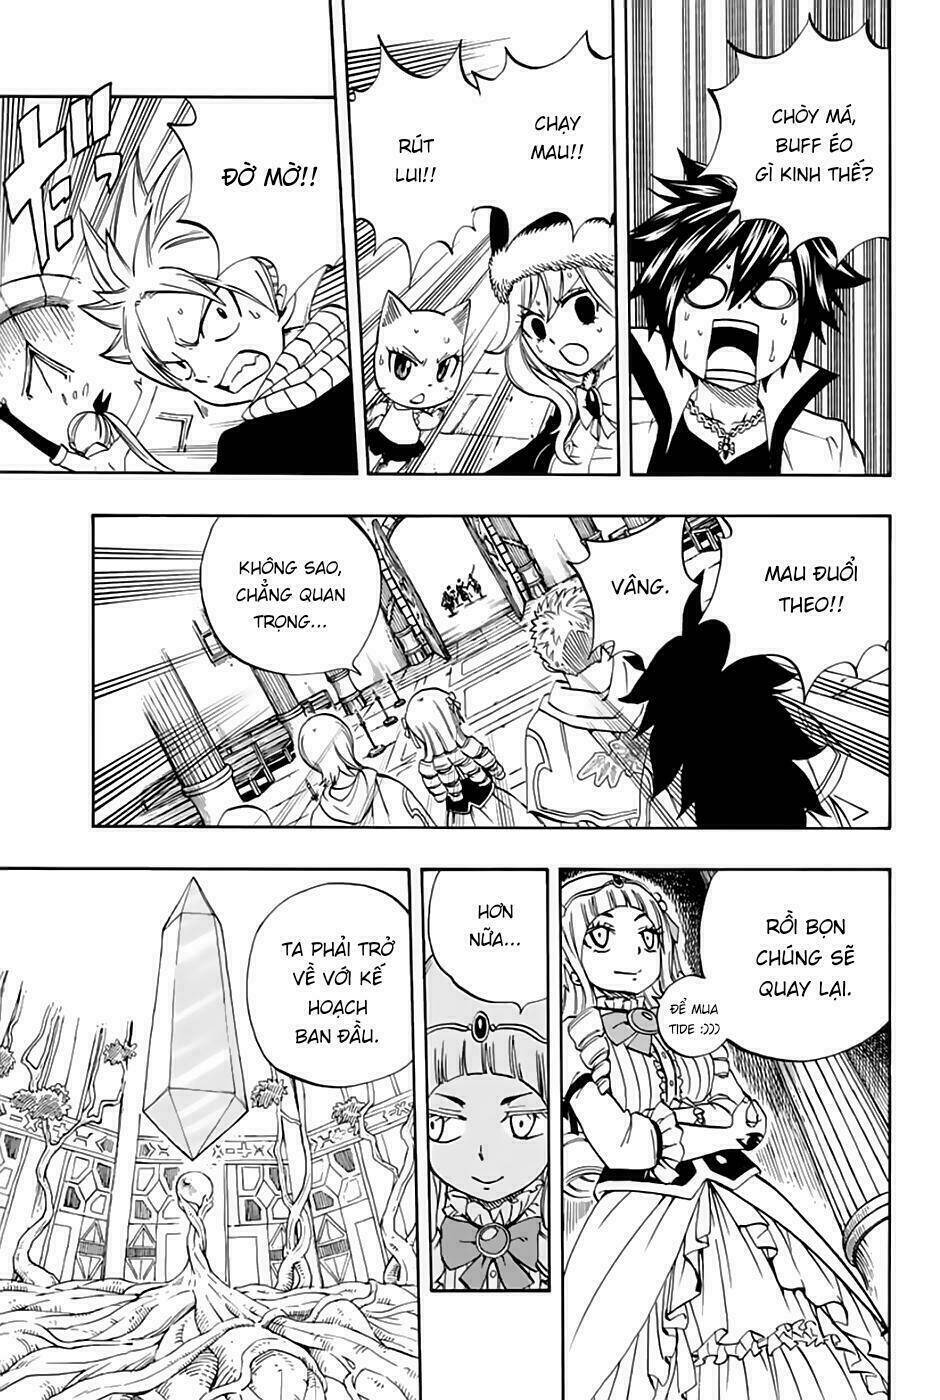 CHÒY MÁ,
BUFF ÉO
GÌ KINH THẾ?
CHẠY
MAU!!
RÚT
LUI!!
ĐỜ MỜ!!
MAU ĐUỔI
THEO!!
VÂNG.
KHÔNG SAO,
CHẲNG QUAN
TRỌNG...
RỒI BỌN
CHÚNG SẼ
QUAY LẠI.
ĐỂ MUA
TIDE :)))
HƠN
NỮA...
TA PHẢI TRỞ
VỀ VỚI KẾ
HOẠCH
BAN ĐẦU.